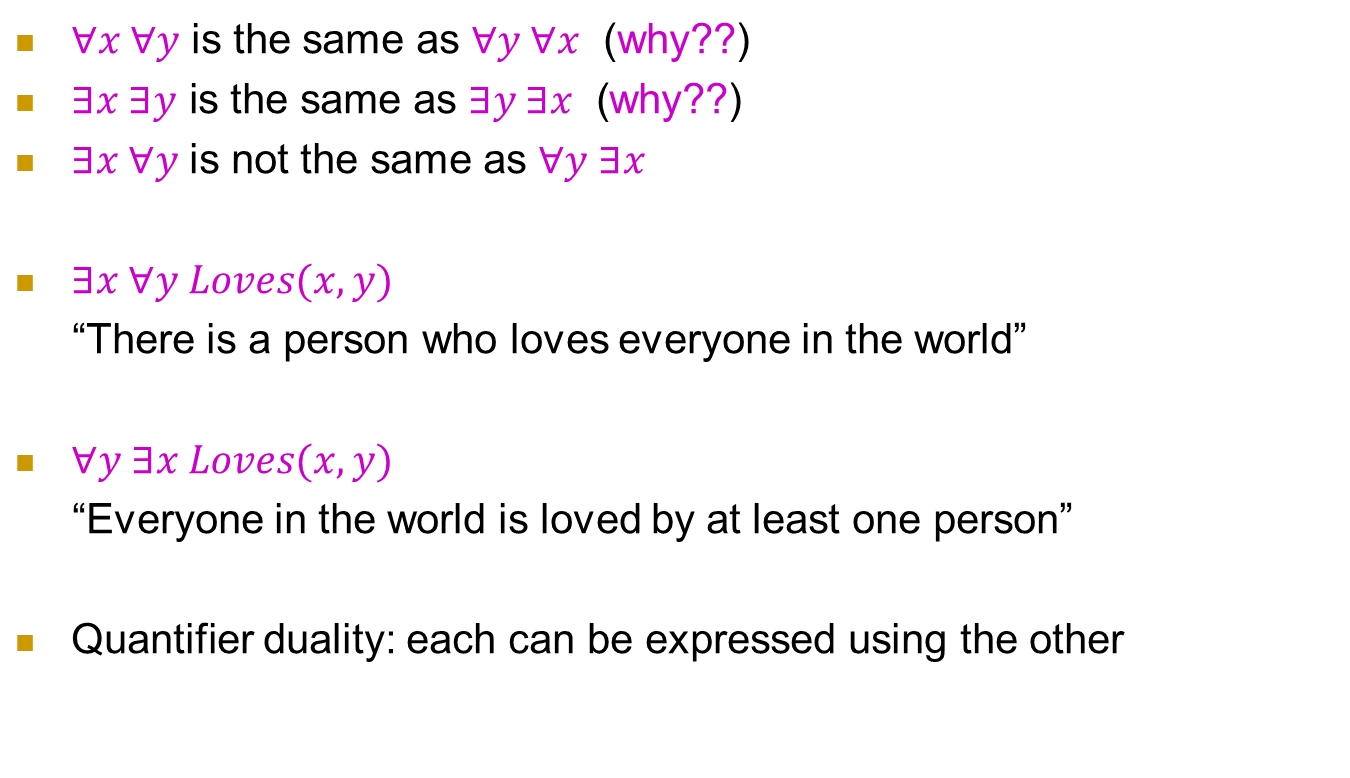 ∀𝑥 ∀𝑦 is the same as ∀𝑦 ∀𝑥 (why??)
∃𝑥 ∃𝑦 is the same as ∃𝑦 ∃𝑥 (why??)
∃𝑥 ∀𝑦 is not the same as ∀𝑦 ∃𝑥
∃𝑥 ∀𝑦 𝐿𝑜𝑣𝑒𝑠(𝑥, 𝑦)
“There is a person who loves everyone in the world”
∀𝑦 ∃𝑥 𝐿𝑜𝑣𝑒𝑠(𝑥, 𝑦)
“Everyone in the world is loved by at least one person”
Quantifier duality: each can be expressed using the other